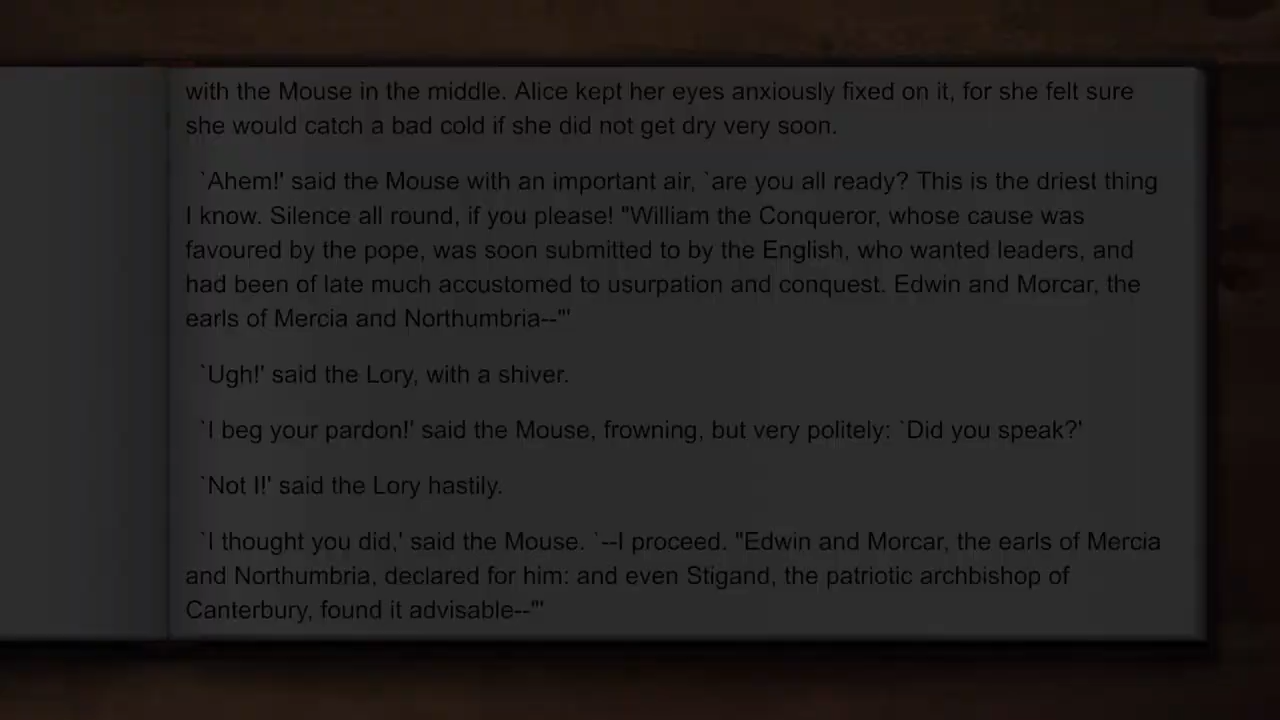 with the Mouse in the middle. Alice kept her eyes anxiously fixed on it, for she felt sure
she would catch a bad cold if she did not get dry very soon.
`Ahem!' said the Mouse with an important air, `are you all ready? This is the driest thing
I know. Silence all round, if you please! "William the Conqueror, whose cause was
favoured by the pope, was soon submitted to by the English, who wanted leaders, and
had been of late much accustomed to usurpation and conquest. Edwin and Morcar, the
earls of Mercia and Northumbria--"'
`Ugh!' said the Lory, with a shiver.
`I beg your pardon!' said the Mouse, frowning, but very politely: `Did you speak?'
`Not I!' said the Lory hastily.
`I thought you did,' said the Mouse. `--I proceed. "Edwin and Morcar, the earls of Mercia
and Northumbria, declared for him: and even Stigand, the patriotic archbishop of
Canterbury, found it advisable--"'